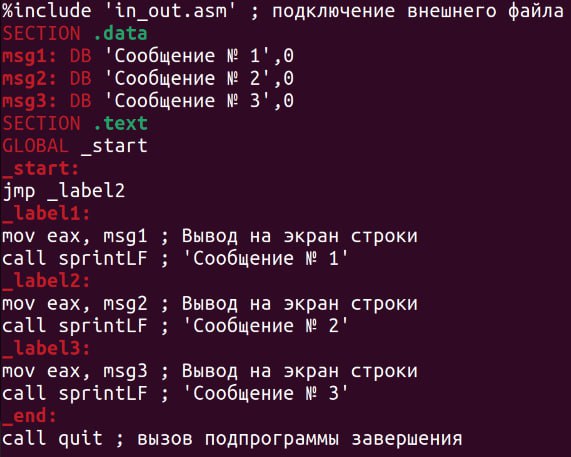 %include 'in_out.asm' ; подключение внешнего файла
SECTION .data
msg1: DB 'Сообщение № 1',0
msg2: DB 'Сообщение № 2',0
msg3: DB 'Сообщение № 3',0
SECTION .text
GLOBAL _start
_start:
jmp _label2
_label1:
mov eax, msg1 ; Вывод на экран строки
call sprintLF ; 'Сообщение № 1'
_label2:
mov eax, msg2 ; Вывод на экран строки
call sprintLF ; 'Сообщение № 2'
_label3:
mov eax, msg3 ; Вывод на экран строки
call sprintLF ; 'Сообщение № 3'
_end:
call quit ; вызов подпрограммы завершения